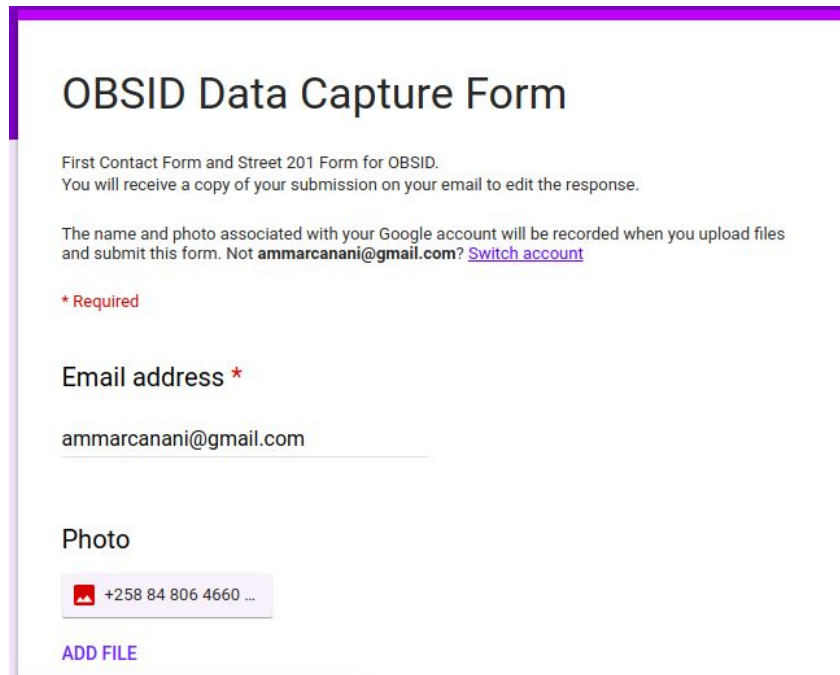 OBSID Data Capture Form
First Contact Form and Street 201 Form for OBSID.
You will receive a copy of your submission on your email to edit the response.
The name and photo associated with your Google account will be recorded when you upload files
and submit this form. Not ammarcanani@gmail.com? Switch account
* Required
Email address *
ammarcanani@gmail.com
Photo
+258 84 806 4660 ...
ADD FILE